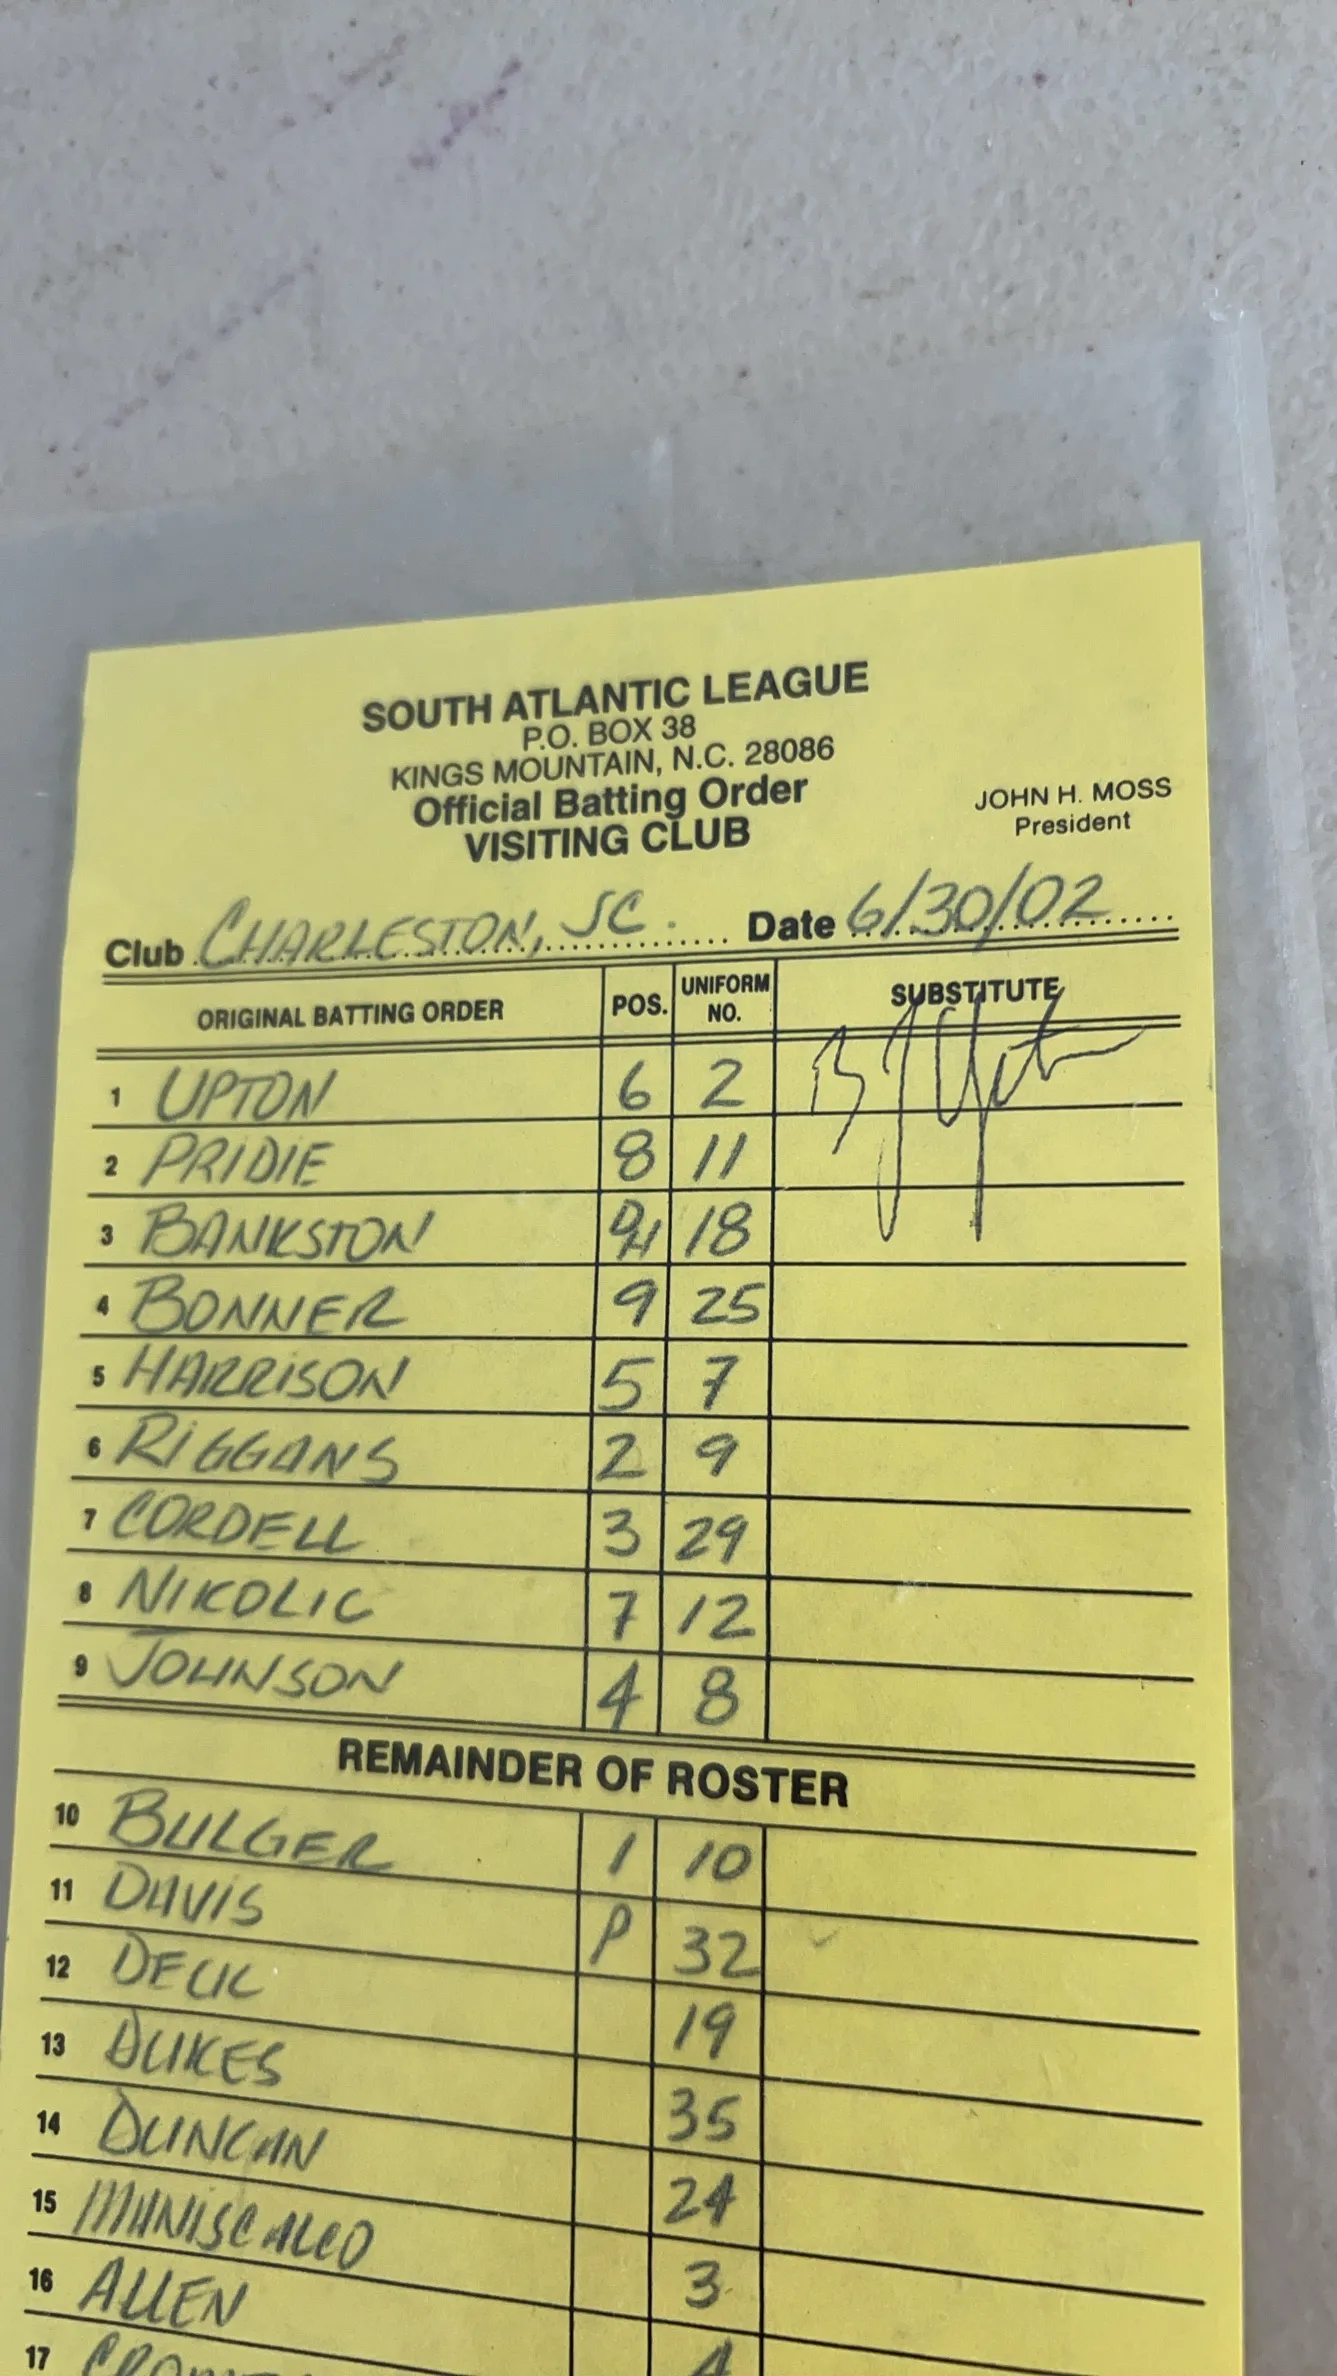 SOUTH ATLANTIC LEAGUE
P.O. BOX 38
KINGS MOUNTAIN, N.C. 28086
Official Batting Order
VISITING CLUB
JOHN H. MOSS
President
Club CHARLESTON, SC. Date 6/30/02
ORIGINAL BATTING ORDER POS. UNIFORM NO. SUBSTITUTE
1 UPTON 6 2 BJ Upton
2 PRIDIE 8 11
3 BANKSTON DH 18
4 BONNER 9 25
5 HARRISON 5 7
6 RIGGANS 2 9
7 CORDELL 3 29
8 NIKOLIC 7 12
9 JOHNSON 4 8
REMAINDER OF ROSTER
10 BULGER 1 10
11 DAVIS P 32
12 19
13 DUKES 35
14 DUNCAN 24
15 MANISCALCO 3
16 ALLEN 4
17